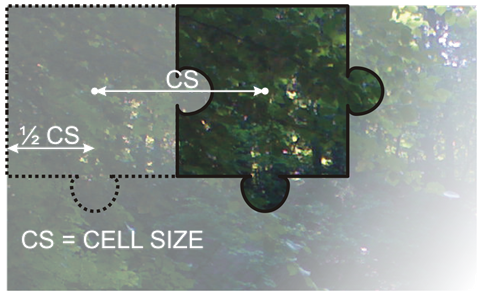 CS
½ CS
CS = CELL SIZE